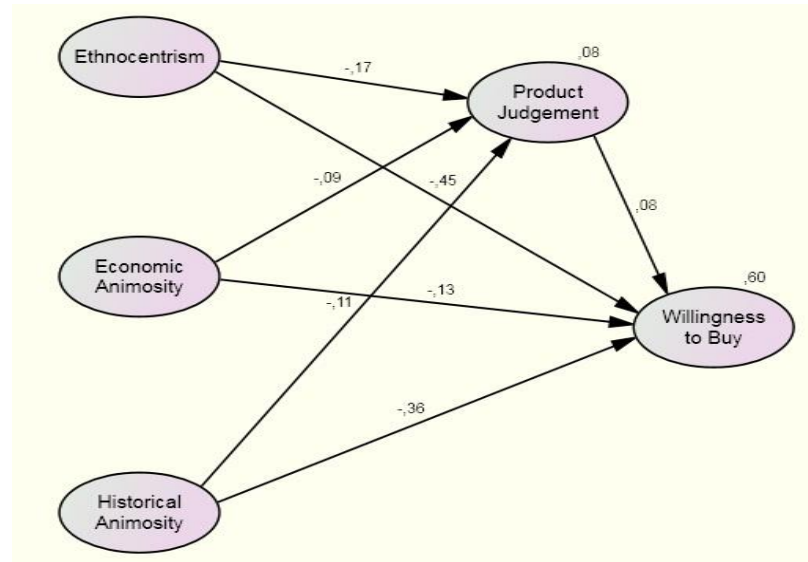 Ethnocentrism
-,17
,08
Product
Judgement
-,09
-,45
,08
Economic
Animosity
-,11
-,13
,60
Willingness
to Buy
-,36
Historical
Animosity